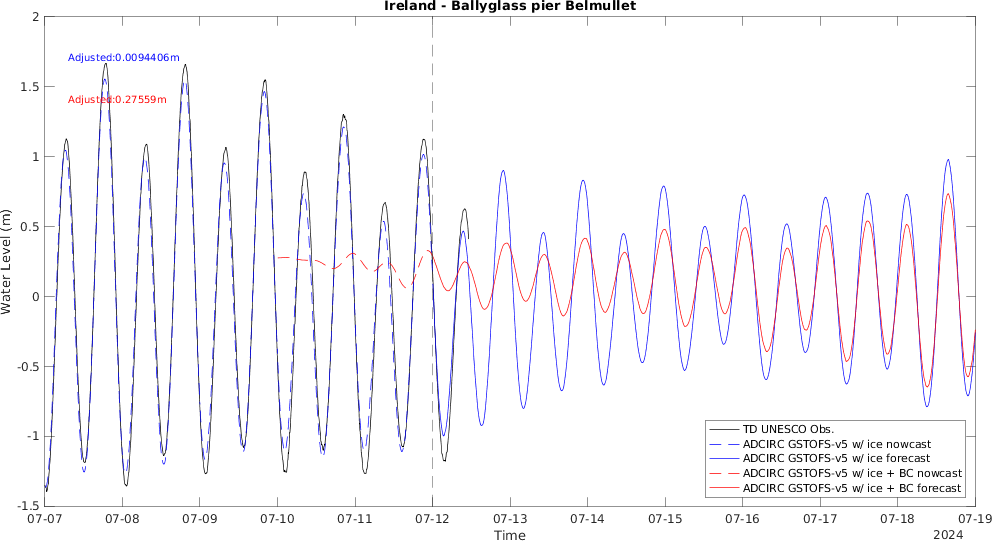 Ireland - Ballyglass pier Belmullet
Adjusted:0.0094406m
Adjusted:0.27559m
Water Level (m)
2
1.5
1
0.5
0
-0.5
-1
-1.5
07-07
07-08
07-09
07-10
07-11
07-12
07-13
07-14
07-15
07-16
07-17
07-18
07-19
Time
2024
TD UNESCO Obs.
ADCIRC GSTOFS-v5 w/ ice nowcast
ADCIRC GSTOFS-v5 w/ ice forecast
ADCIRC GSTOFS-v5 w/ ice + BC nowcast
ADCIRC GSTOFS-v5 w/ ice + BC forecast